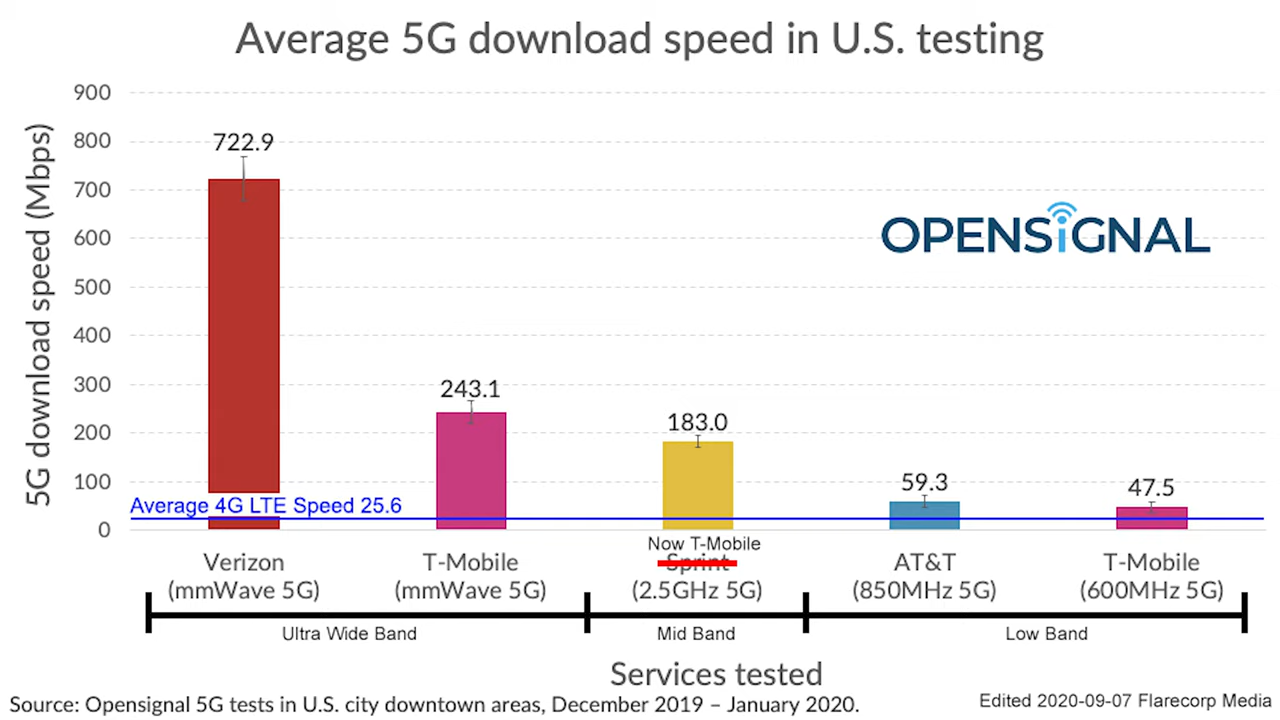 Average 5G download speed in U.S. testing
5G download speed (Mbps)
900
800
700
600
500
400
300
200
100
0
722.9
243.1
183.0
59.3
47.5
OPENSiGNAL
Average 4G LTE Speed 25.6
Now T-Mobile
Verizon
(mmWave 5G)
T-Mobile
(mmWave 5G)
Sprint
(2.5GHz 5G)
AT&T
(850MHz 5G)
T-Mobile
(600MHz 5G)
Ultra Wide Band
Mid Band
Low Band
Services tested
Source: Opensignal 5G tests in U.S. city downtown areas, December 2019 – January 2020.
Edited 2020-09-07 Flarecorp Media